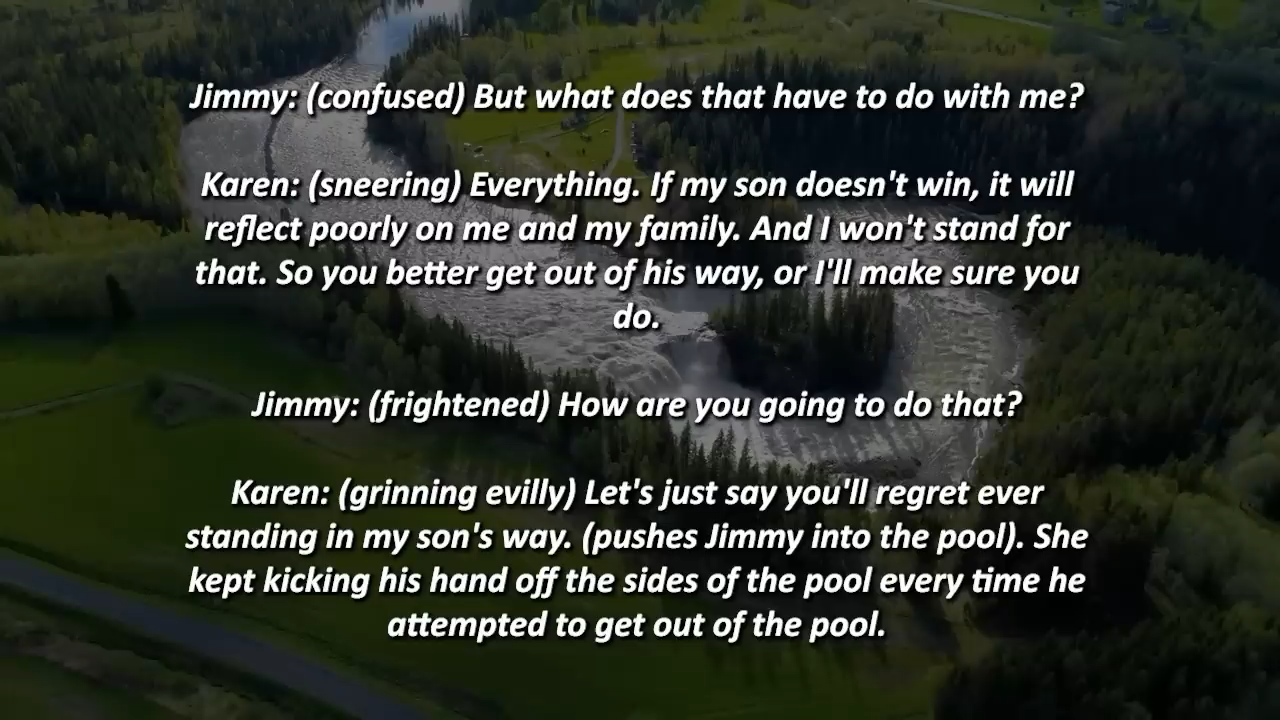 Jimmy: (confused) But what does that have to do with me?
Karen: (sneering) Everything. If my son doesn't win, it will
reflect poorly on me and my family. And I won't stand for
that. So you better get out of his way, or I'll make sure you
do.
Jimmy: (frightened) How are you going to do that?
Karen: (grinning evilly) Let's just say you'll regret ever
standing in my son's way. (pushes Jimmy into the pool). She
kept kicking his hand off the sides of the pool every time he
attempted to get out of the pool.